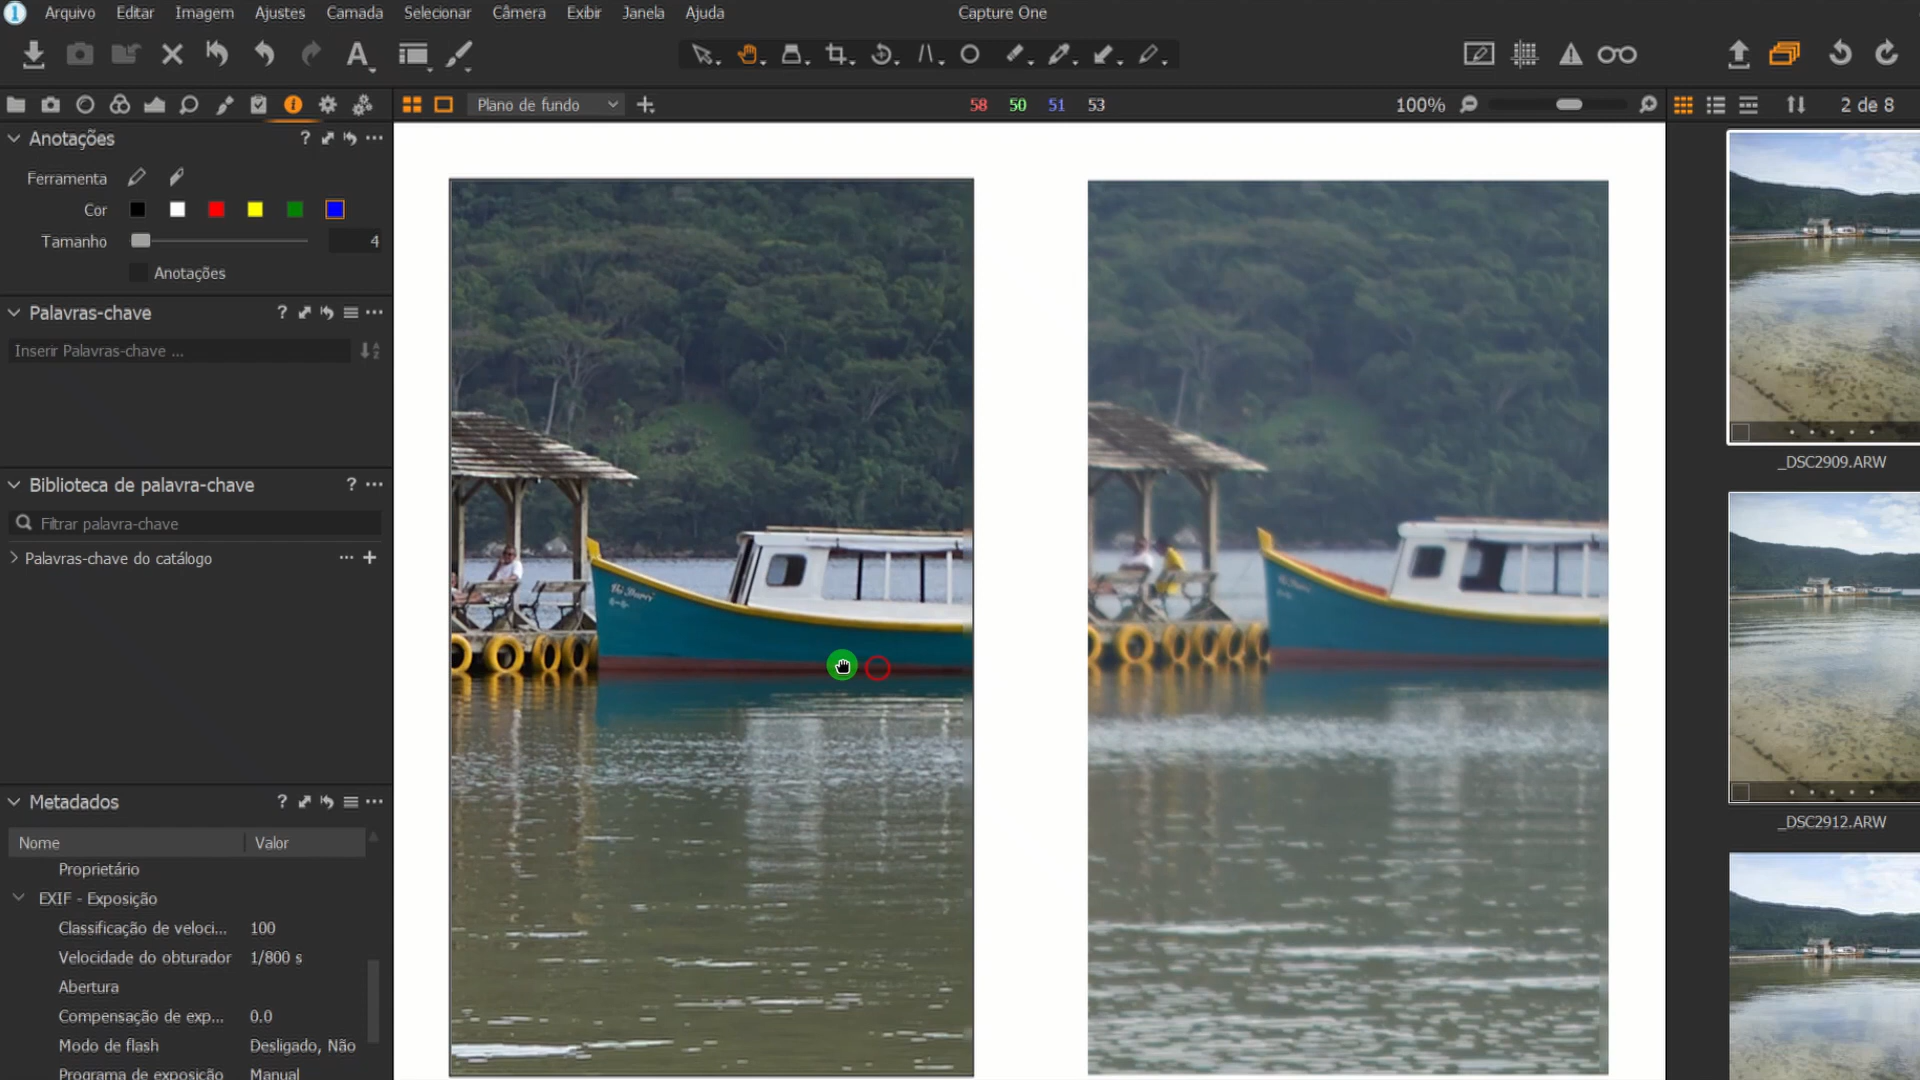 Arquivo Editar Imagem Ajustes Camada Selecionar Câmera Exibir Janela Ajuda Capture One
Plano de fundo 58 50 51 53 100% 2 de 8
Anotações ?
Ferramenta
Cor
Tamanho 4
Anotações
Palavras-chave ?
Inserir Palavras-chave ...
Biblioteca de palavra-chave ?
Filtrar palavra-chave
Palavras-chave do catálogo
Metadados ?
Nome Valor
Proprietário
EXIF - Exposição
Classificação de veloci... 100
Velocidade do obturador 1/800 s
Abertura
Compensação de exp... 0.0
Modo de flash Desligado, Não
Programa de exposição Manual
_DSC2909.ARW
_DSC2912.ARW